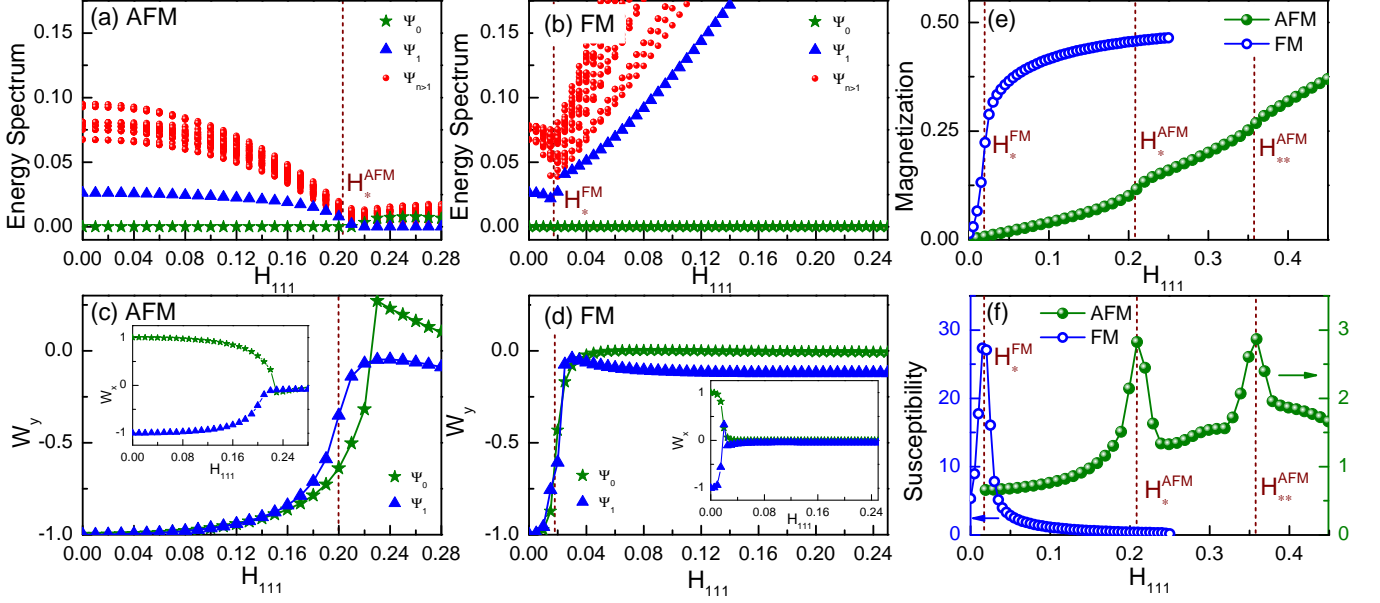 (a) AFM
Ψ0
Ψ1
Ψn>1
H*AFM
Energy Spectrum
0.15
0.10
0.05
0.00
0.00 0.04 0.08 0.12 0.16 0.20 0.24 0.28
H111
(b) FM
Ψ0
Ψ1
Ψn>1
H*FM
Energy Spectrum
0.15
0.10
0.05
0.00
0.00 0.04 0.08 0.12 0.16 0.20 0.24
H111
(e)
AFM
FM
H*FM
H*AFM
H**AFM
Magnetization
0.50
0.25
0.00
0.0 0.1 0.2 0.3 0.4
H111
(c) AFM
Wy
0.0
-0.5
-1.0
Wx
1
0
-1
0.00 0.08 0.16 0.24
H111
Ψ0
Ψ1
0.00 0.04 0.08 0.12 0.16 0.20 0.24 0.28
H111
(d) FM
Wy
0.0
-0.5
-1.0
Wx
1
0
-1
0.00 0.08 0.16 0.24
H111
Ψ0
Ψ1
0.00 0.04 0.08 0.12 0.16 0.20 0.24
H111
(f)
AFM
FM
H*FM
H*AFM
H**AFM
Susceptibility
30
20
10
0
3
2
1
0
0.0 0.1 0.2 0.3 0.4
H111